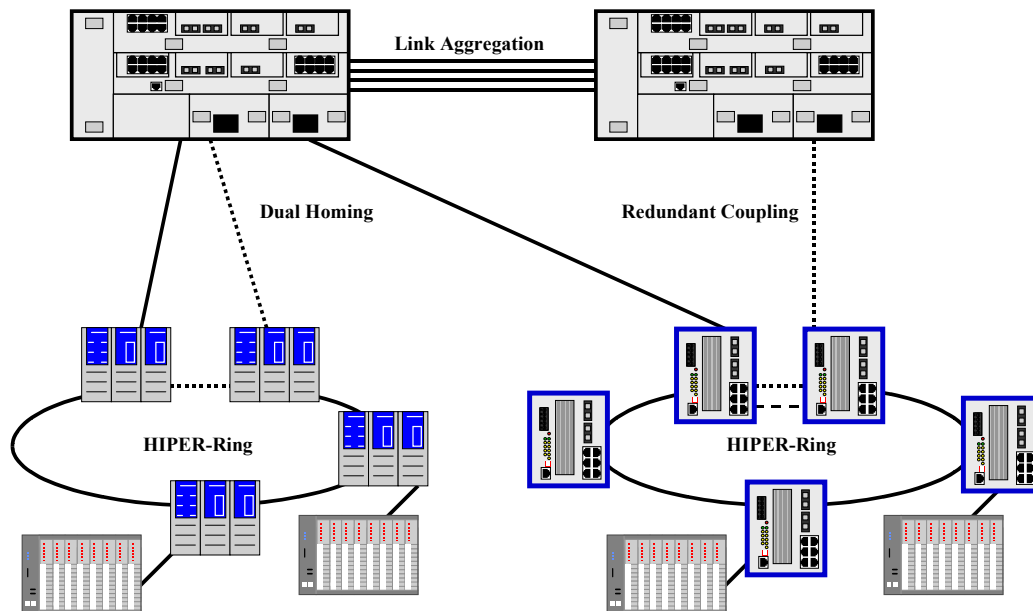 Link Aggregation
Dual Homing
Redundant Coupling
HIPER-Ring
HIPER-Ring